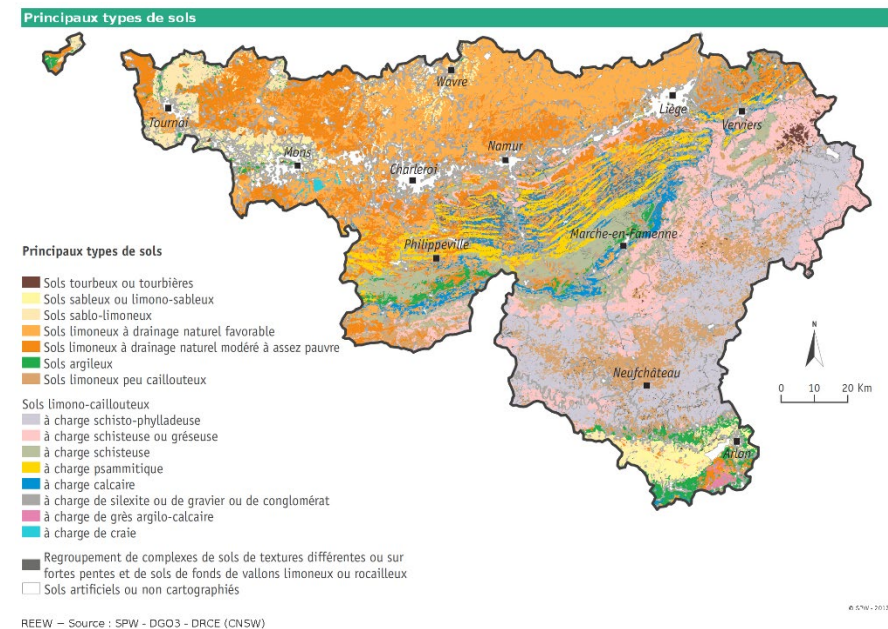 Principaux types de sols
Wavre
Tournai
Liège
Verviers
Mons
Namur
Charleroi
Marche-en-Famenne
Philippeville
Neufchâteau
Arlon
N
0 10 20 Km
Principaux types de sols
Sols tourbeux ou tourbières
Sols sableux ou limono-sableux
Sols sablo-limoneux
Sols limoneux à drainage naturel favorable
Sols limoneux à drainage naturel modéré à assez pauvre
Sols argileux
Sols limoneux peu caillouteux
Sols limono-caillouteux
à charge schisto-phylladeuse
à charge schisteuse ou gréseuse
à charge schisteuse
à charge psammitique
à charge calcaire
à charge de silexite ou de gravier ou de conglomérat
à charge de grès argilo-calcaire
à charge de craie
Regroupement de complexes de sols de textures différentes ou sur
fortes pentes et de sols de fonds de vallons limoneux ou rocailleux
Sols artificiels ou non cartographiés
© SPW -
REEW – Source : SPW - DGO3 - DRCE (CNSW)